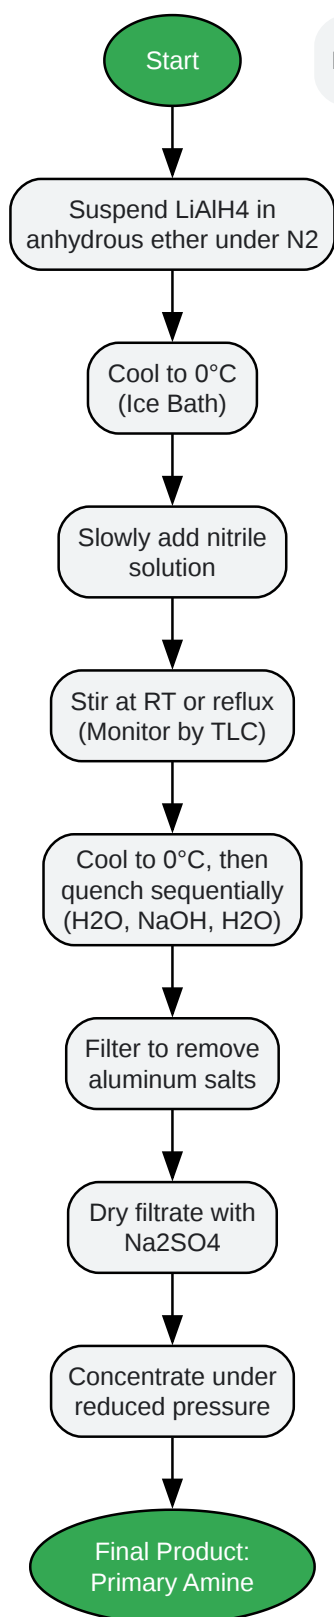 Start
Suspend LiAlH4 in
anhydrous ether under N2
Cool to 0°C
(Ice Bath)
Slowly add nitrile
solution
Stir at RT or reflux
(Monitor by TLC)
Cool to 0°C, then
quench sequentially
(H2O, NaOH, H2O)
Filter to remove
aluminum salts
Dry filtrate with
Na2SO4
Concentrate under
reduced pressure
Final Product:
Primary Amine